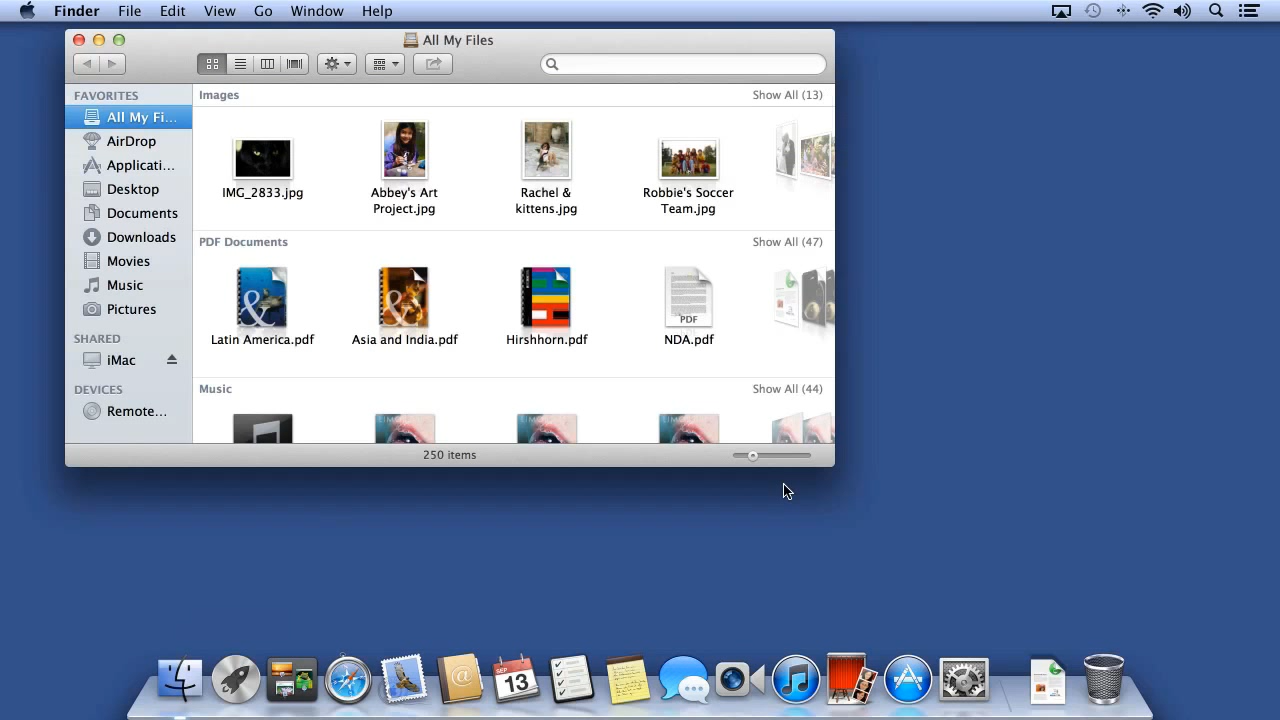 Finder File Edit View Go Window Help
All My Files
FAVORITES
All My Fi...
AirDrop
Applicati...
Desktop
Documents
Downloads
Movies
Music
Pictures
SHARED
iMac
DEVICES
Remote...
Images Show All (13)
IMG_2833.jpg
Abbey's Art
Project.jpg
Rachel &
kittens.jpg
Robbie's Soccer
Team.jpg
PDF Documents Show All (47)
&
&
PDF
Latin America.pdf
Asia and India.pdf
Hirshhorn.pdf
NDA.pdf
Music Show All (44)
250 items
SEP
13